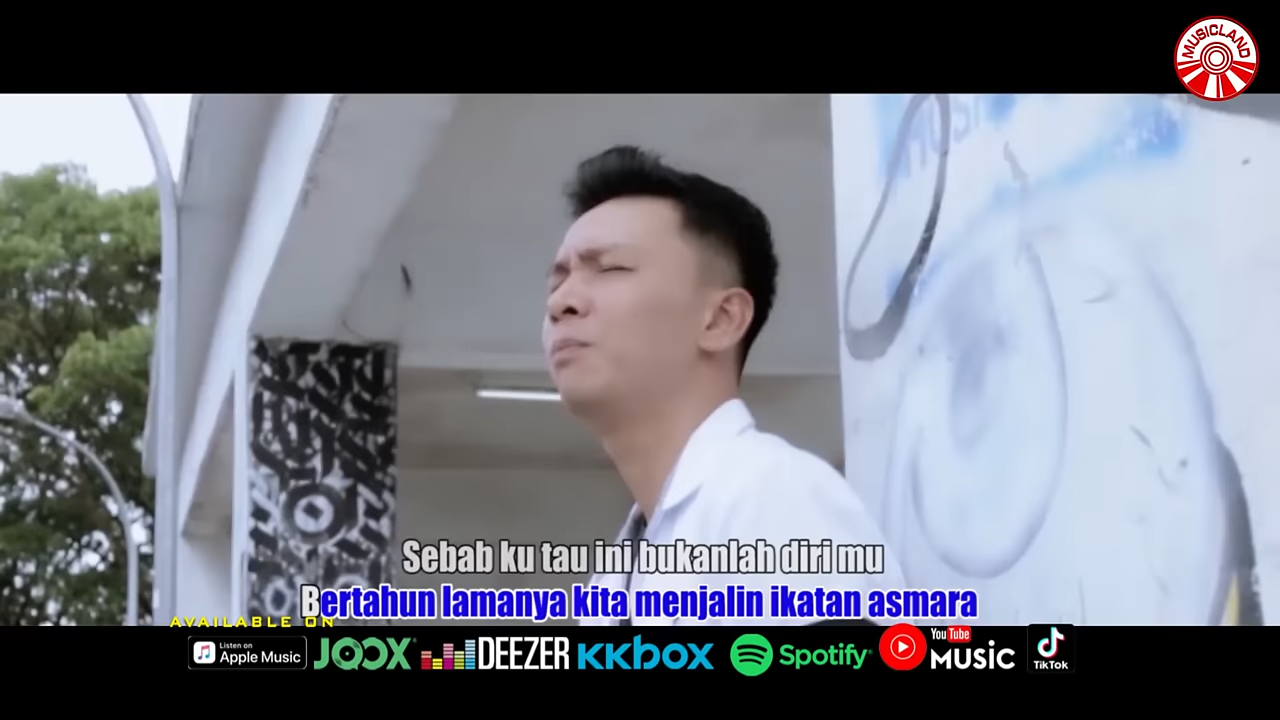 MUSICLAND
Sebab ku tau ini bukanlah diri mu
Bertahun lamanya kita menjalin ikatan asmara
AVAILABLE ON
Listen on
Apple Music
JOOX
DEEZER
KKBOX
Spotify
YouTube
MUSIC
TikTok